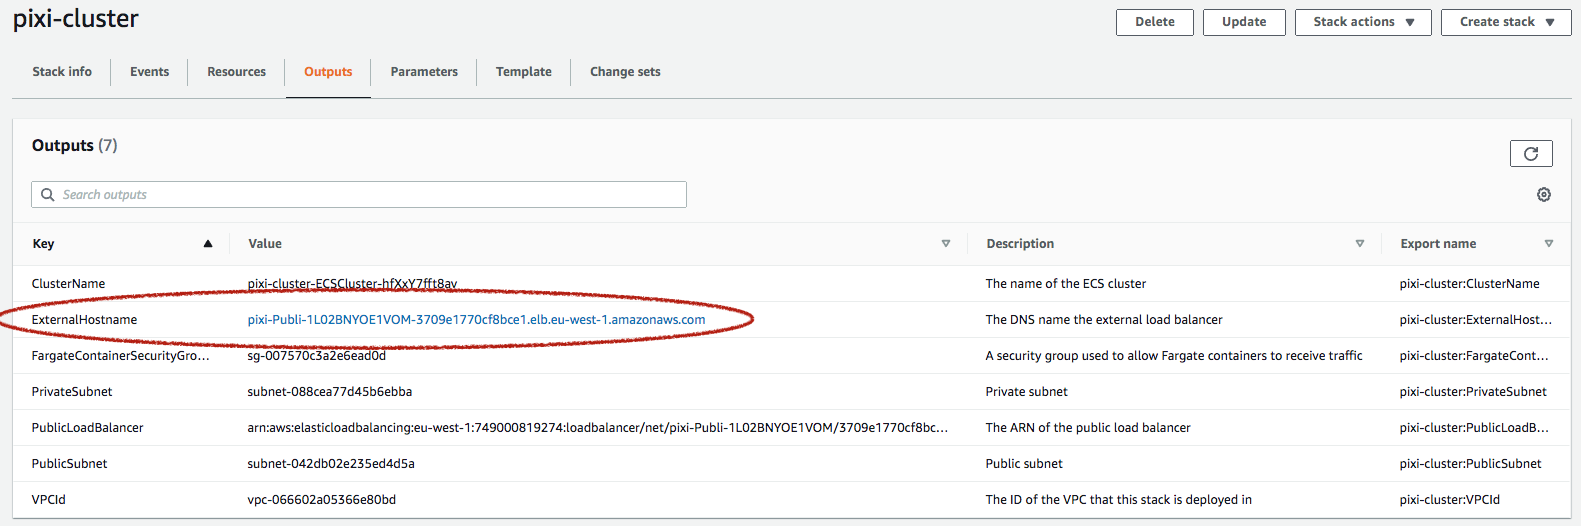 pixi-cluster
Delete
Update
Stack actions
Create stack
Stack info
Events
Resources
Outputs
Parameters
Template
Change sets
Outputs (7)
Search outputs
Key Value Description Export name
ClusterName pixi-cluster-ECSCluster-hfXxY7fft8av The name of the ECS cluster pixi-cluster:ClusterName
ExternalHostname pixi-Publi-1L02BNYOE1VOM-3709e1770cf8bce1.elb.eu-west-1.amazonaws.com The DNS name the external load balancer pixi-cluster:ExternalHost...
FargateContainerSecurityGro... sg-007570c3a2e6ead0d A security group used to allow Fargate containers to receive traffic pixi-cluster:FargateCont...
PrivateSubnet subnet-088cea77d45b6ebba Private subnet pixi-cluster:PrivateSubnet
PublicLoadBalancer arn:aws:elasticloadbalancing:eu-west-1:749000819274:loadbalancer/net/pixi-Publi-1L02BNYOE1VOM/3709e1770cf8bc... The ARN of the public load balancer pixi-cluster:PublicLoadB...
PublicSubnet subnet-042db02e235ed4d5a Public subnet pixi-cluster:PublicSubnet
VPCId vpc-066602a05366e80bd The ID of the VPC that this stack is deployed in pixi-cluster:VPCId